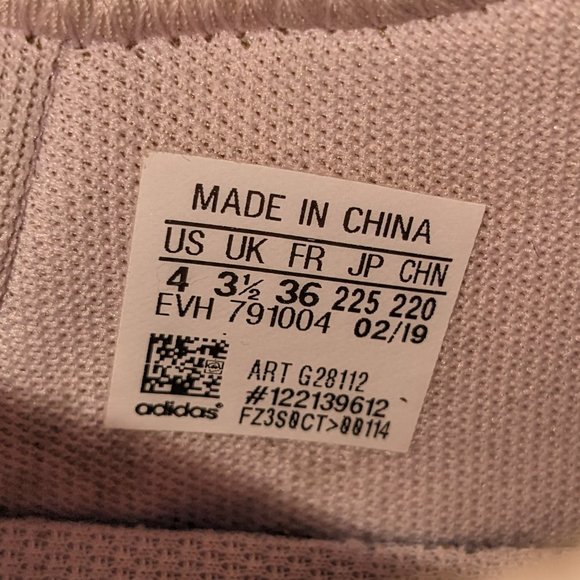 MADE IN CHINA
US UK FR JP CHN
4 3½ 36 225 220
EVH 791004 02/19
ART G28112
#122139612
adidas
FZ3S0CT>00114